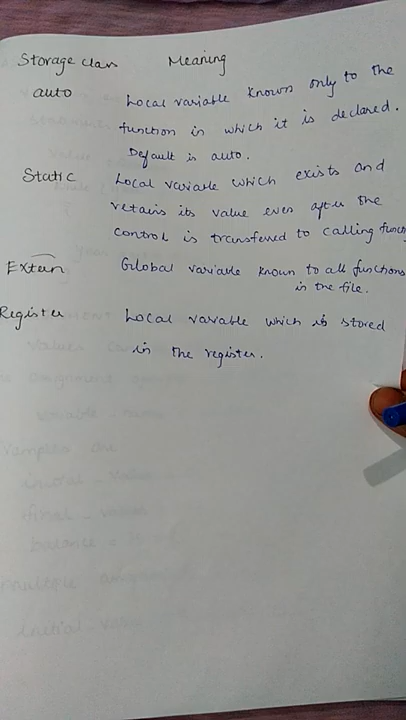 Storage class Meaning
auto Local variable known only to the
function in which it is declared.
Default is auto.
Static Local variable which exists and
retains its value even after the
control is transferred to calling func
Extern Global variable known to all functions
in the file.
Register Local varable which is stored
in the register.